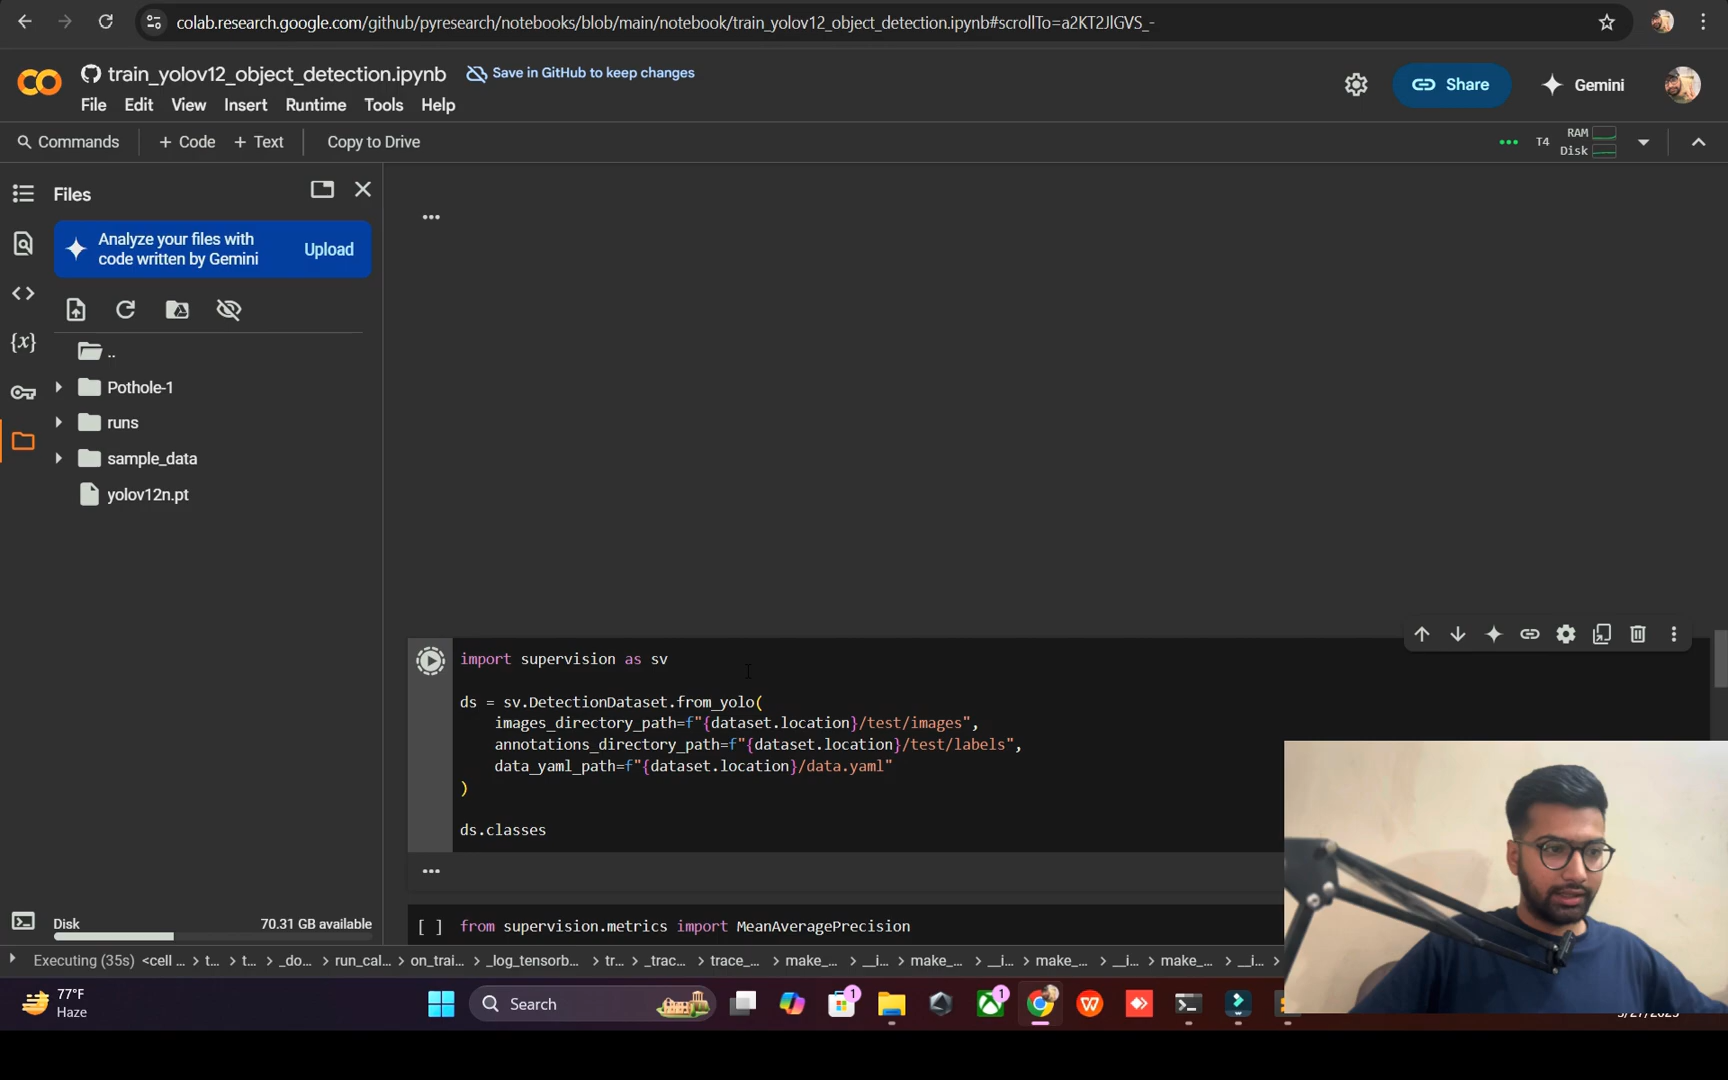 colab.research.google.com/github/pyresearch/notebooks/blob/main/notebook/train_yolov12_object_detection.ipynb#scrollTo=a2KT2JlGVS_-
train_yolov12_object_detection.ipynb
Save in GitHub to keep changes
Share
Gemini
File Edit View Insert Runtime Tools Help
Commands + Code + Text Copy to Drive
T4 RAM
Disk
Files
Analyze your files with
code written by Gemini
Upload
..
Pothole-1
runs
sample_data
yolov12n.pt
...
import supervision as sv
ds = sv.DetectionDataset.from_yolo(
images_directory_path=f"{dataset.location}/test/images",
annotations_directory_path=f"{dataset.location}/test/labels",
data_yaml_path=f"{dataset.location}/data.yaml"
)
ds.classes
...
[ ] from supervision.metrics import MeanAveragePrecision
Disk 70.31 GB available
Executing (35s) <cell ... > t... > t... > _do... > run_cal... > on_trai... > _log_tensorb... > tr... > _trac... > trace_... > make_... > __i... > make_... > __i... > make_... > __i... > make_... > __i... >
77°F
Haze
Search
1
1